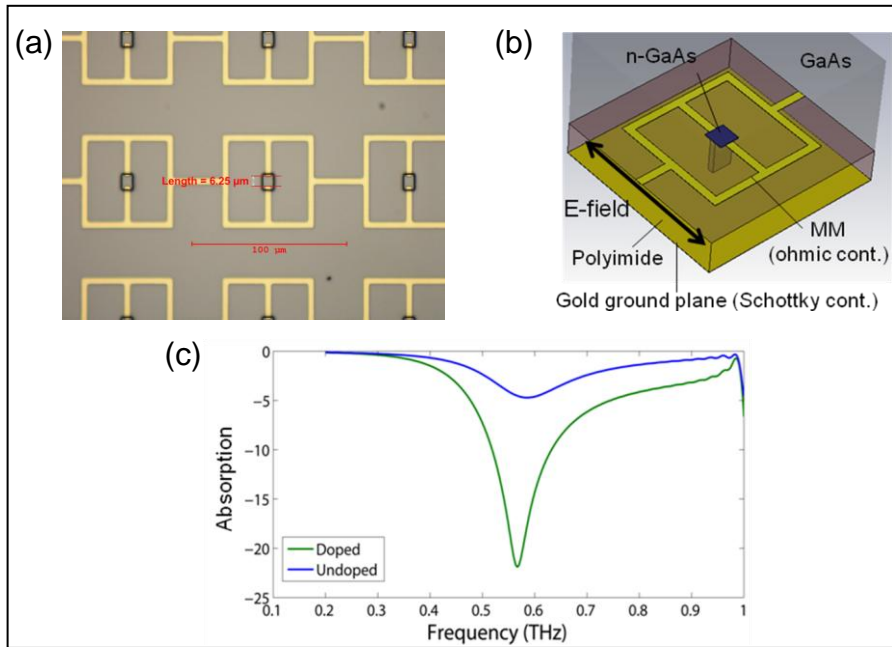 (a)
Length = 6.25 µm
100 µm
(b)
n-GaAs
GaAs
E-field
Polyimide
MM
(ohmic cont.)
Gold ground plane (Schottky cont.)
(c)
Absorption
0
−5
−10
−15
−20
−25
Doped
Undoped
0.1 0.2 0.3 0.4 0.5 0.6 0.7 0.8 0.9 1
Frequency (THz)